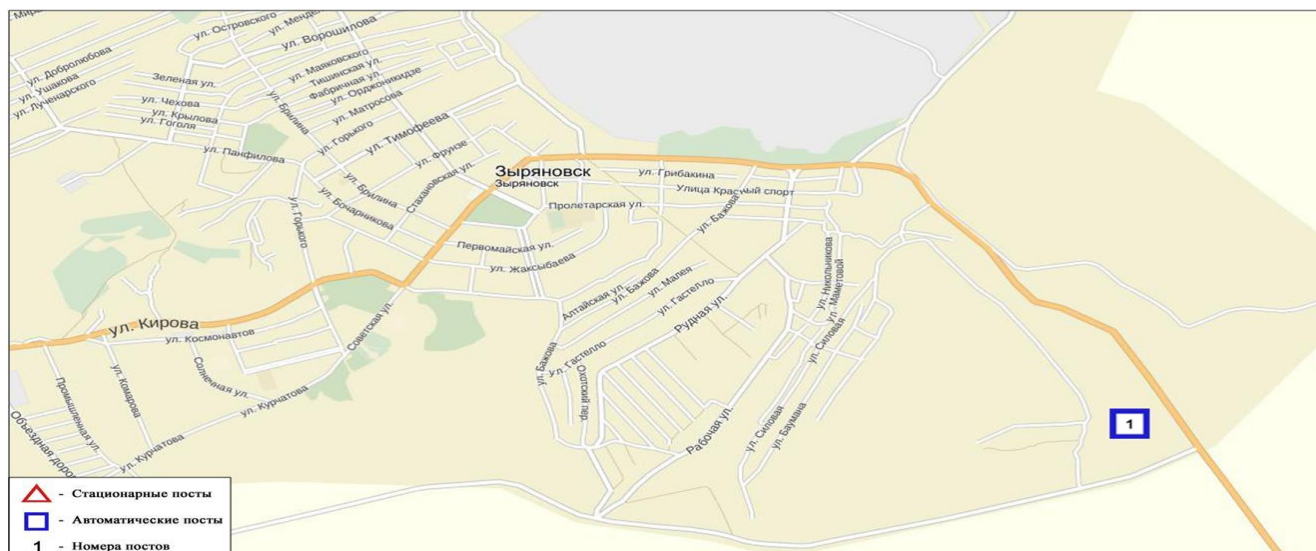 ул. Мира
ул. Островского
ул. Менде
ул. Ворошилова
ул. Добролюбова
ул. Ушакова
ул. Лученарского
Зеленая ул.
ул. Чехова
ул. Крылова
ул. Гоголя
ул. Маяковского
Тишинская ул.
Фабричная ул.
ул. Орджоникидзе
ул. Матросова
ул. Брилина
ул. Горького
ул. Тимофеева
ул. Панфилова
ул. Фрунзе
Стахановская ул.
Зыряновск
Зыряновск
ул. Грибакина
Улица Красный спорт
Пролетарская ул.
ул. Бажова
ул. Брилина
ул. Бочарникова
ул. Горького
Первомайская ул.
ул. Жаксыбаева
ул. Никольникова
ул. Маметовой
Алтайская ул.
ул. Бажова
ул. Малея
ул. Гастелло
Рудная ул.
ул. Кирова
ул. Космонавтов
Советская ул.
ул. Силовая
Солнечная ул.
ул. Комарова
Промышленная ул.
ул. Курчатова
ул. Курчатова
Объездная дорог
ул. Бажова
ул. Гастелло
Охотский пер.
Рабочая ул.
ул. Силовая
ул. Баумана
1
- Стационарные посты
- Автоматические посты
1 - Номера постов